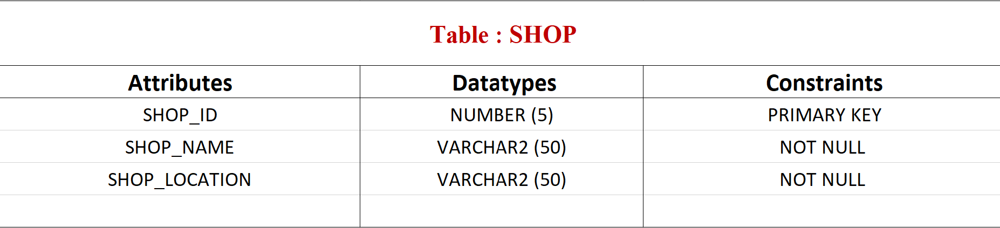 Table : SHOP
Attributes Datatypes Constraints
SHOP_ID NUMBER (5) PRIMARY KEY
SHOP_NAME VARCHAR2 (50) NOT NULL
SHOP_LOCATION VARCHAR2 (50) NOT NULL